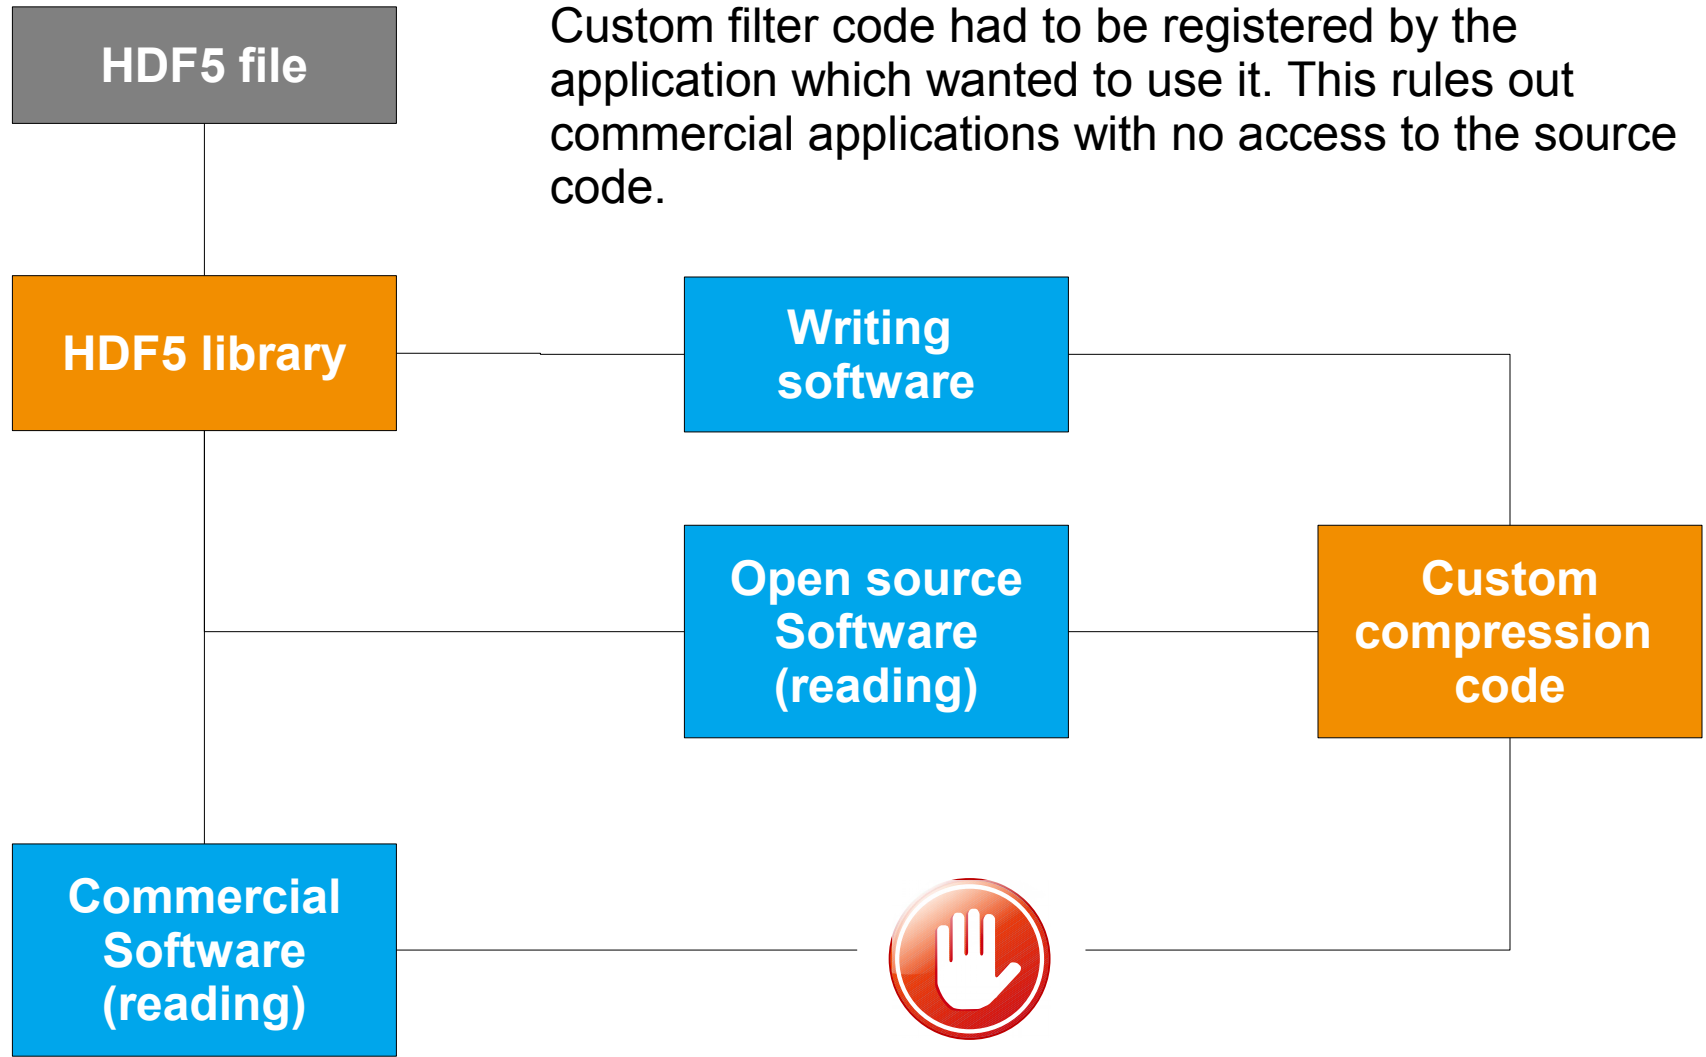 HDF5 file
Custom filter code had to be registered by the
application which wanted to use it. This rules out
commercial applications with no access to the source
code.
HDF5 library
Writing
software
Open source
Software
(reading)
Custom
compression
code
Commercial
Software
(reading)